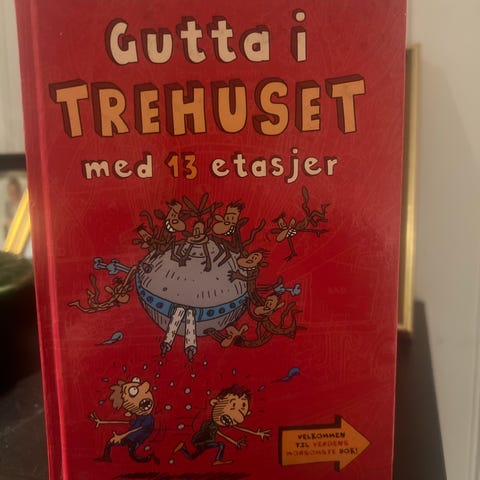 Gutta i
TREHUSET
med 13 etasjer
VELKOMMEN
TIL VERDENS
MORSOMSTE BOK!